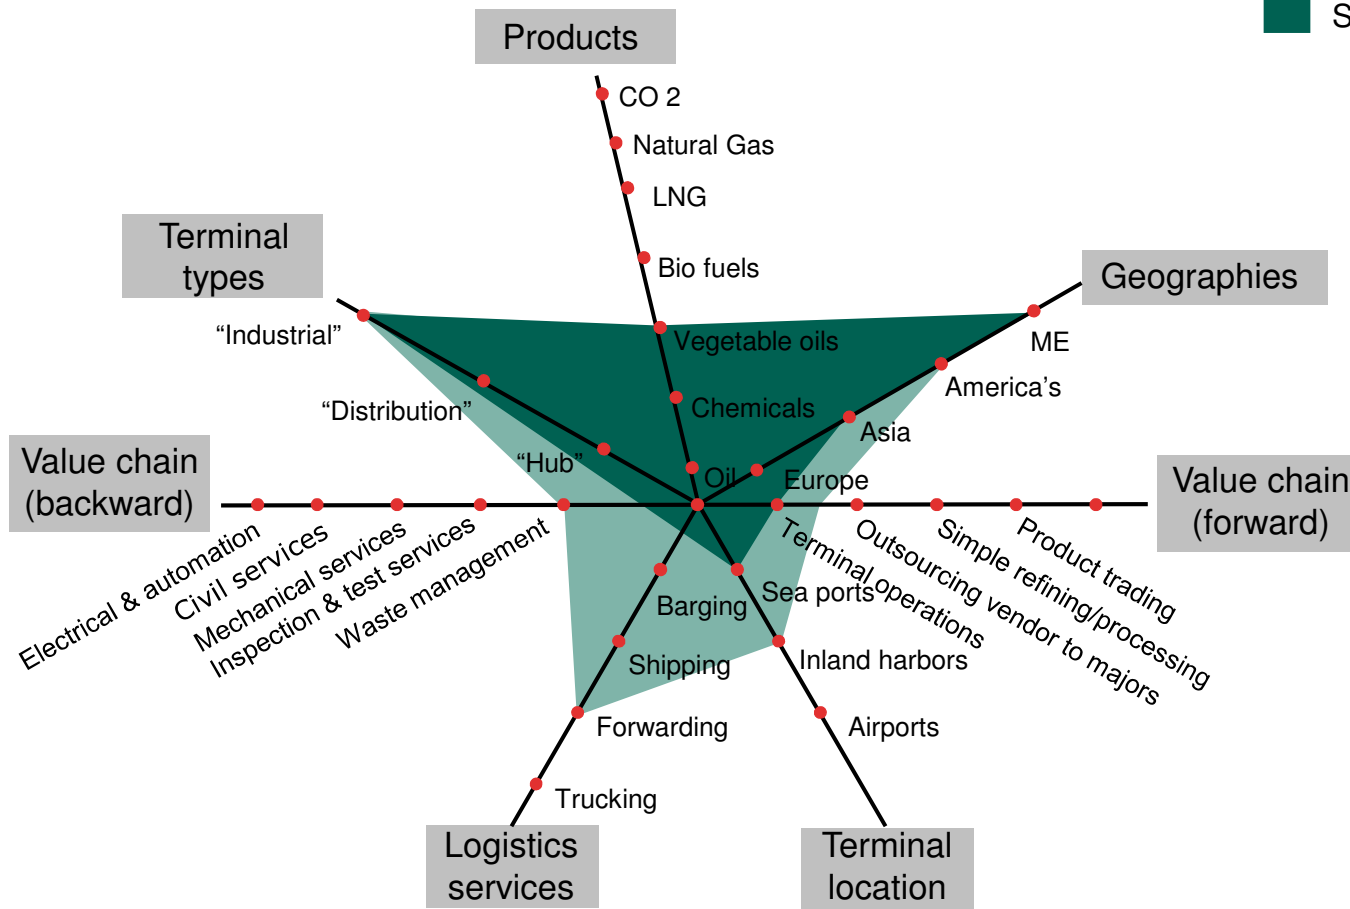 S
Products
CO 2
Natural Gas
LNG
Bio fuels
Vegetable oils
Chemicals
Oil
Terminal
types
“Industrial”
“Distribution”
“Hub”
Geographies
ME
America’s
Asia
Europe
Value chain
(backward)
Electrical & automation
Civil services
Mechanical services
Inspection & test services
Waste management
Value chain
(forward)
Terminal operations
Outsourcing vendor to majors
Simple refining/processing
Product trading
Barging
Shipping
Forwarding
Trucking
Logistics
services
Sea ports
Inland harbors
Airports
Terminal
location